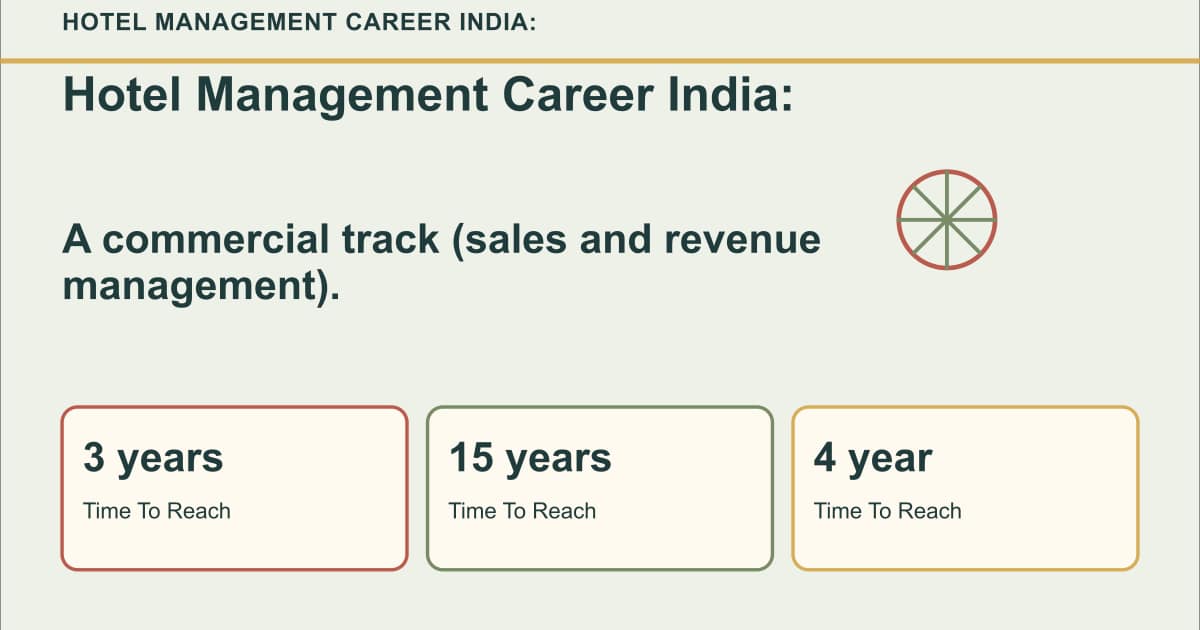 HOTEL MANAGEMENT CAREER INDIA:
Hotel Management Career India:
A commercial track (sales and revenue
management).
3 years
Time To Reach
15 years
Time To Reach
4 year
Time To Reach